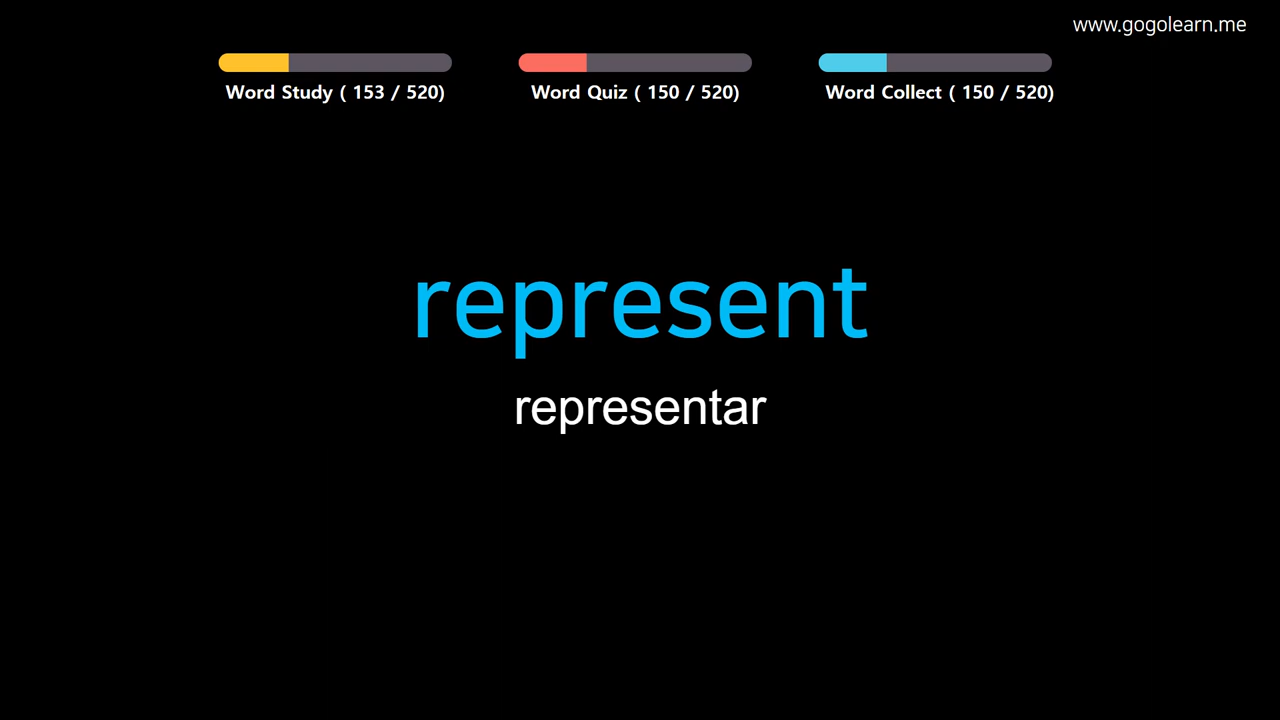 www.gogolearn.me
Word Study ( 153 / 520)
Word Quiz ( 150 / 520)
Word Collect ( 150 / 520)
represent
representar